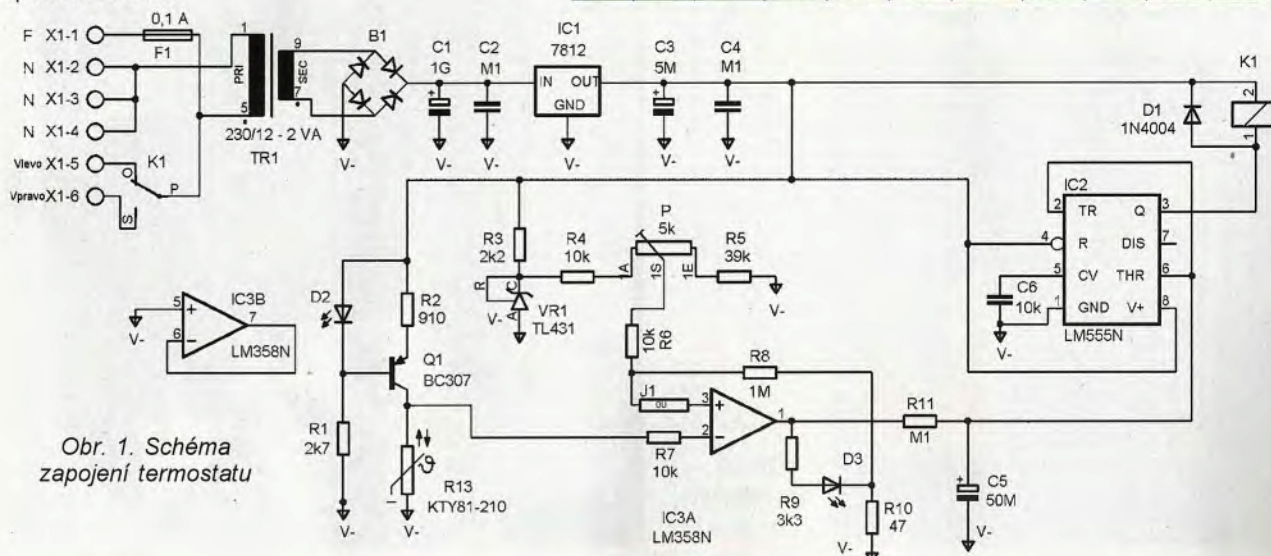 F X1-1
0,1 A
F1
N X1-2
N X1-3
N X1-4
Vlevo X1-5
Vpravo X1-6
K1
O
P
S
1
5
PRI
SEC
9
7
230/12 - 2 VA
TR1
B1
C1
1G
+
V-
V-
C2
M1
V-
IC1
7812
IN OUT
GND
V-
C3
5M
+
V-
C4
M1
V-
D1
1N4004
K1
2
1
IC2
2 TR Q 3
4 R DIS 7
5 CV THR 6
1 GND V+ 8
LM555N
C6
10k
V-
R3
2k2
R4
10k
P
5k
1A
1S
1E
R5
39k
V-
R
C
A
V-
VR1
TL431
D2
R2
910
Q1
BC307
R1
2k7
V-
R13
KTY81-210
V-
IC3B
5 +
6 −
7
V-
LM358N
10k
R6
R8
1M
J1
0U
3 +
2 −
1
R7
10k
IC3A
LM358N
R9
3k3
D3
R10
47
V-
R11
M1
C5
50M
+
V-
Obr. 1. Schéma
zapojení termostatu